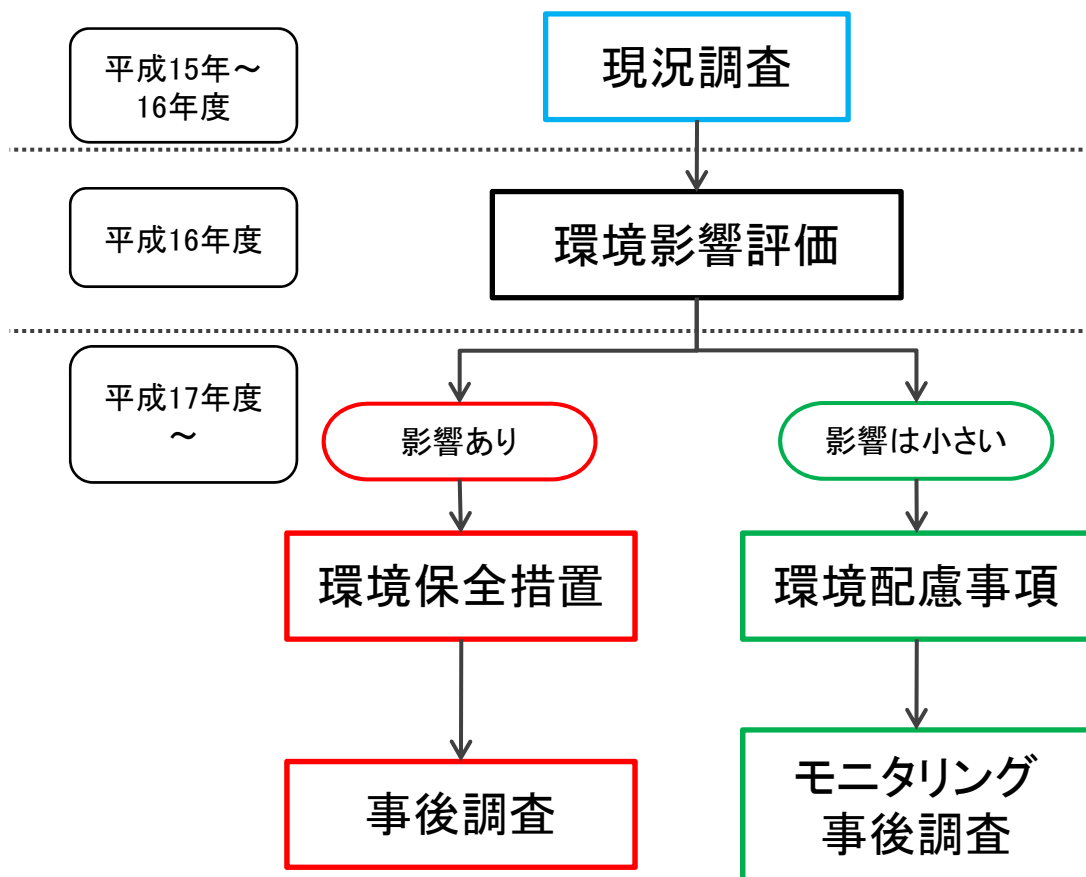 平成15年～
16年度
現況調査
平成16年度
環境影響評価
平成17年度
～
影響あり
影響は小さい
環境保全措置
環境配慮事項
事後調査
モニタリング
事後調査